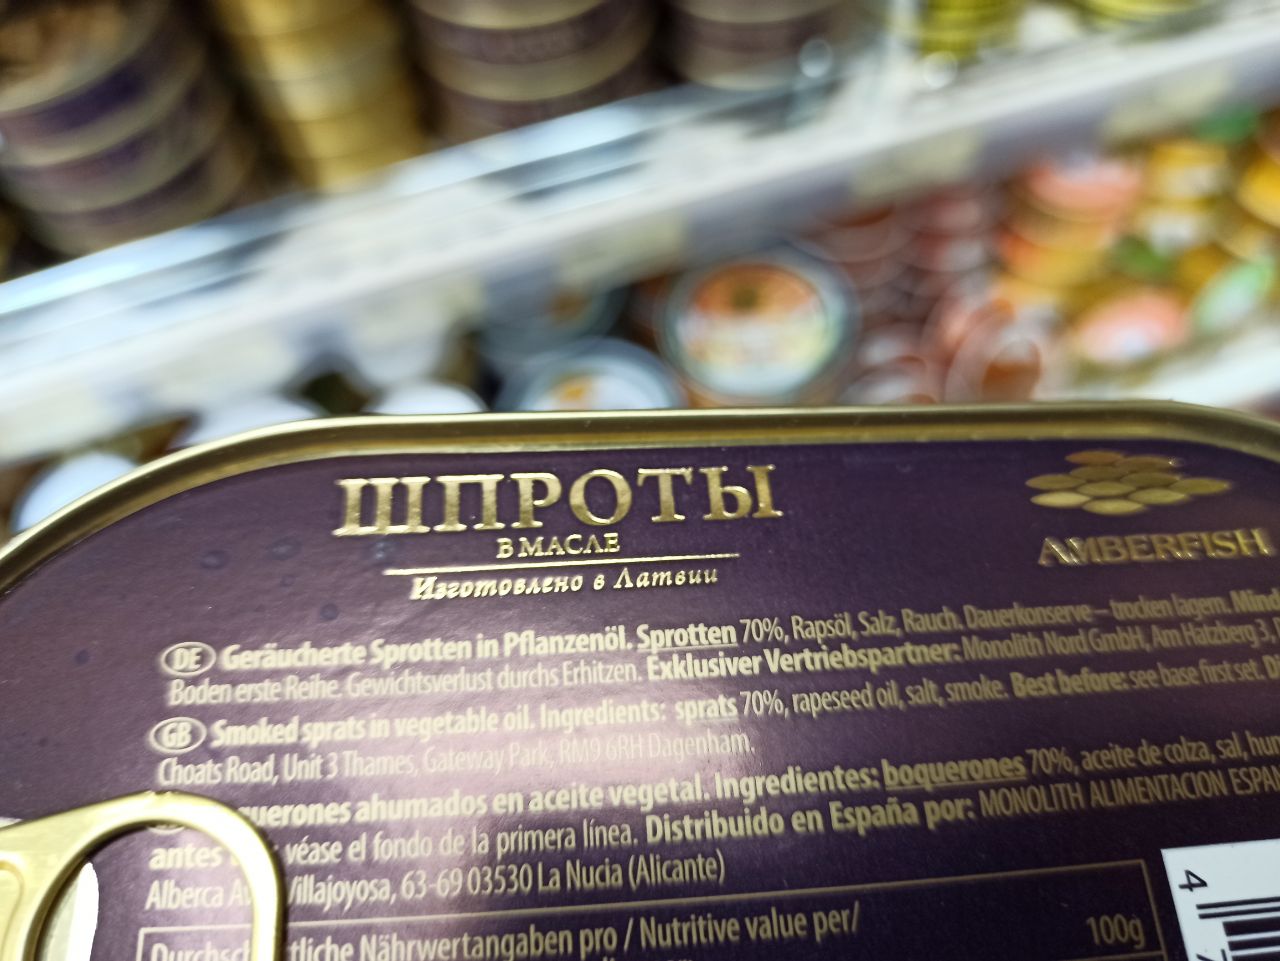 ШПРОТЫ
В МАСЛЕ
Изготовлено в Латвии
AMBERFISH
DE Geräucherte Sprotten in Pflanzenöl. Sprotten 70%, Rapsöl, Salz, Rauch. Dauerkonserve – trocken lagern.
Boden erste Reihe. Gewichtsverlust durchs Erhitzen. Exklusiver Vertriebspartner: Monolith Nord GmbH, Am Hatzberg 3,
GB Smoked sprats in vegetable oil. Ingredients: sprats 70%, rapeseed oil, salt, smoke. Best before: see base first set.
Choats Road, Unit 3 Thames, Gateway Park, RM9 6RH Dagenham.
querones ahumados en aceite vegetal. Ingredientes: boquerones 70%, aceite de colza, sal,
antes véase el fondo de la primera línea. Distribuido en España por: MONOLITH ALIMENTACION
Alberca Villajoyosa, 63-69 03530 La Nucia (Alicante)
tliche Nährwertangaben pro / Nutritive value per/
100g
4